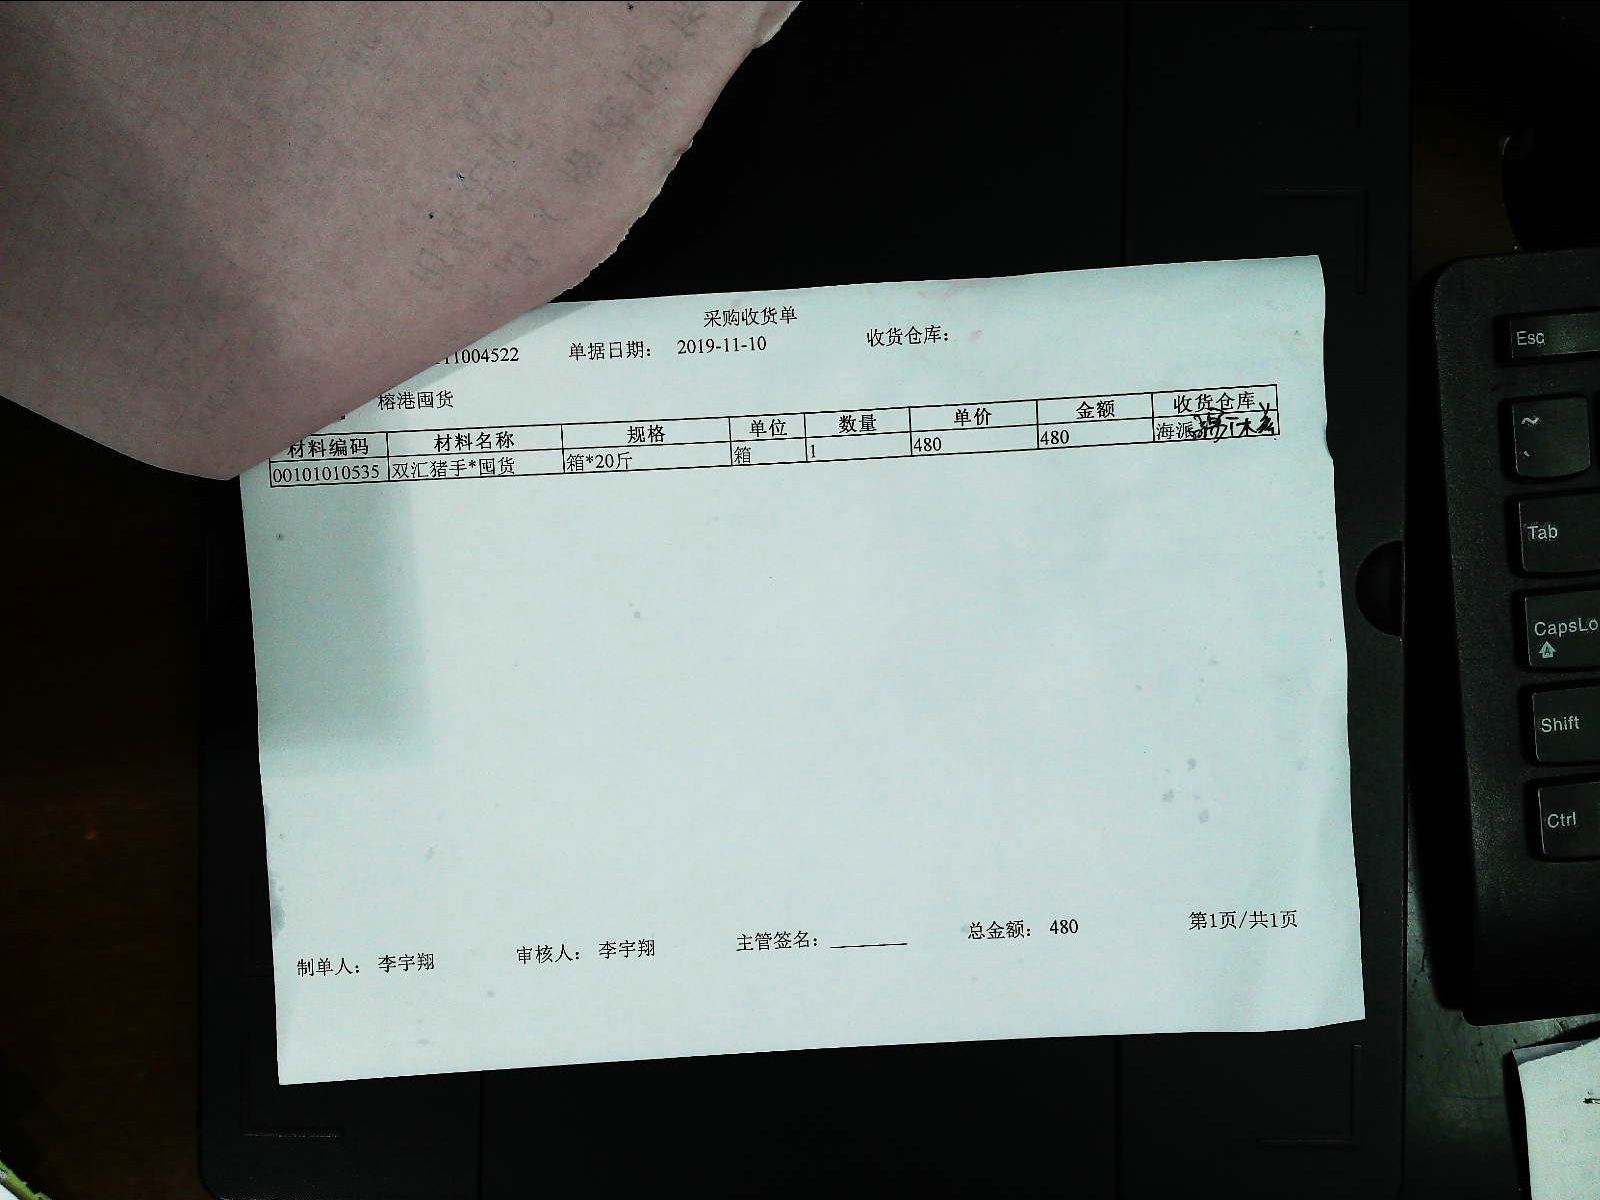 采购收货单
11004522 单据日期： 2019-11-10 收货仓库：
榕港囤货
材料编码 材料名称 规格 单位 数量 单价 金额 收货仓库
00101010535 双汇猪手*囤货 箱*20斤 箱 1 480 480 海派
制单人： 李宇翔 审核人： 李宇翔 主管签名： 总金额： 480 第1页/共1页
Esc
~
Tab
CapsLo
Shift
Ctrl